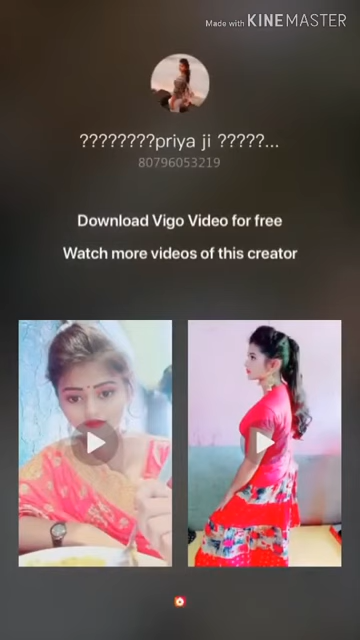 Made with KINEMASTER
????????priya ji ?????...
80796053219
Download Vigo Video for free
Watch more videos of this creator